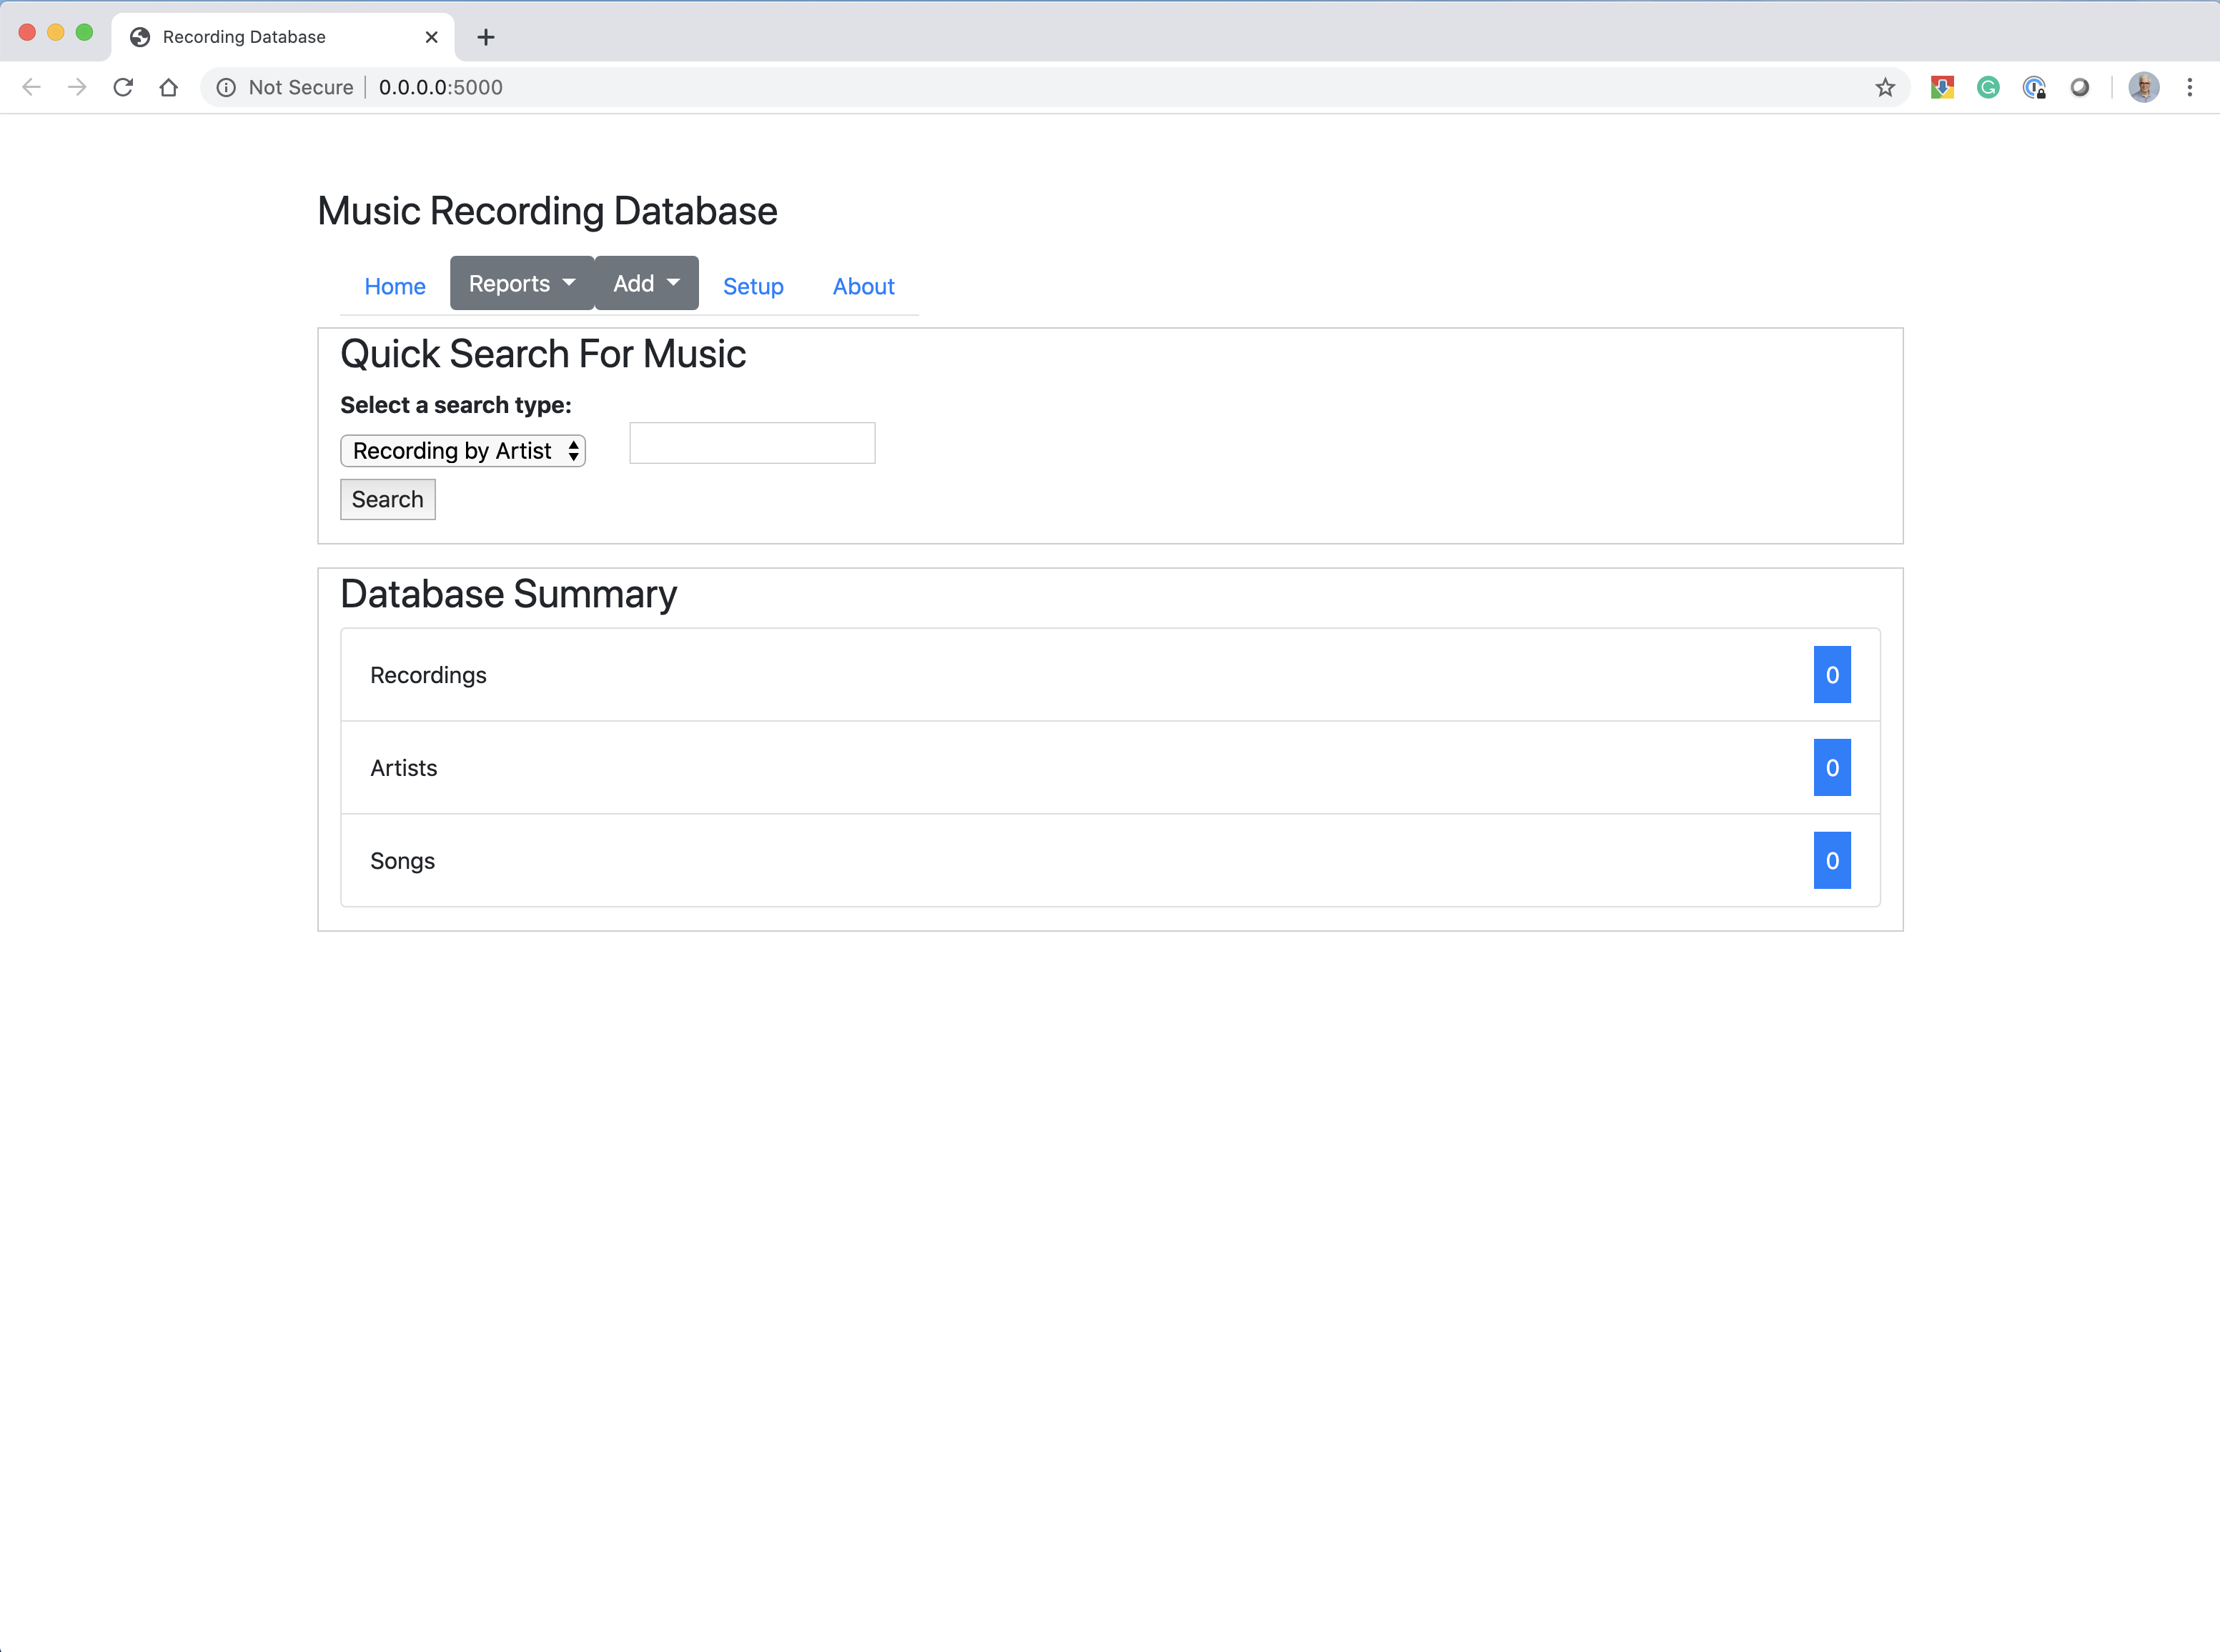 Recording Database
Not Secure 0.0.0.0:5000
Music Recording Database
Home Reports Add Setup About
Quick Search For Music
Select a search type:
Recording by Artist
Search
Database Summary
Recordings 0
Artists 0
Songs 0